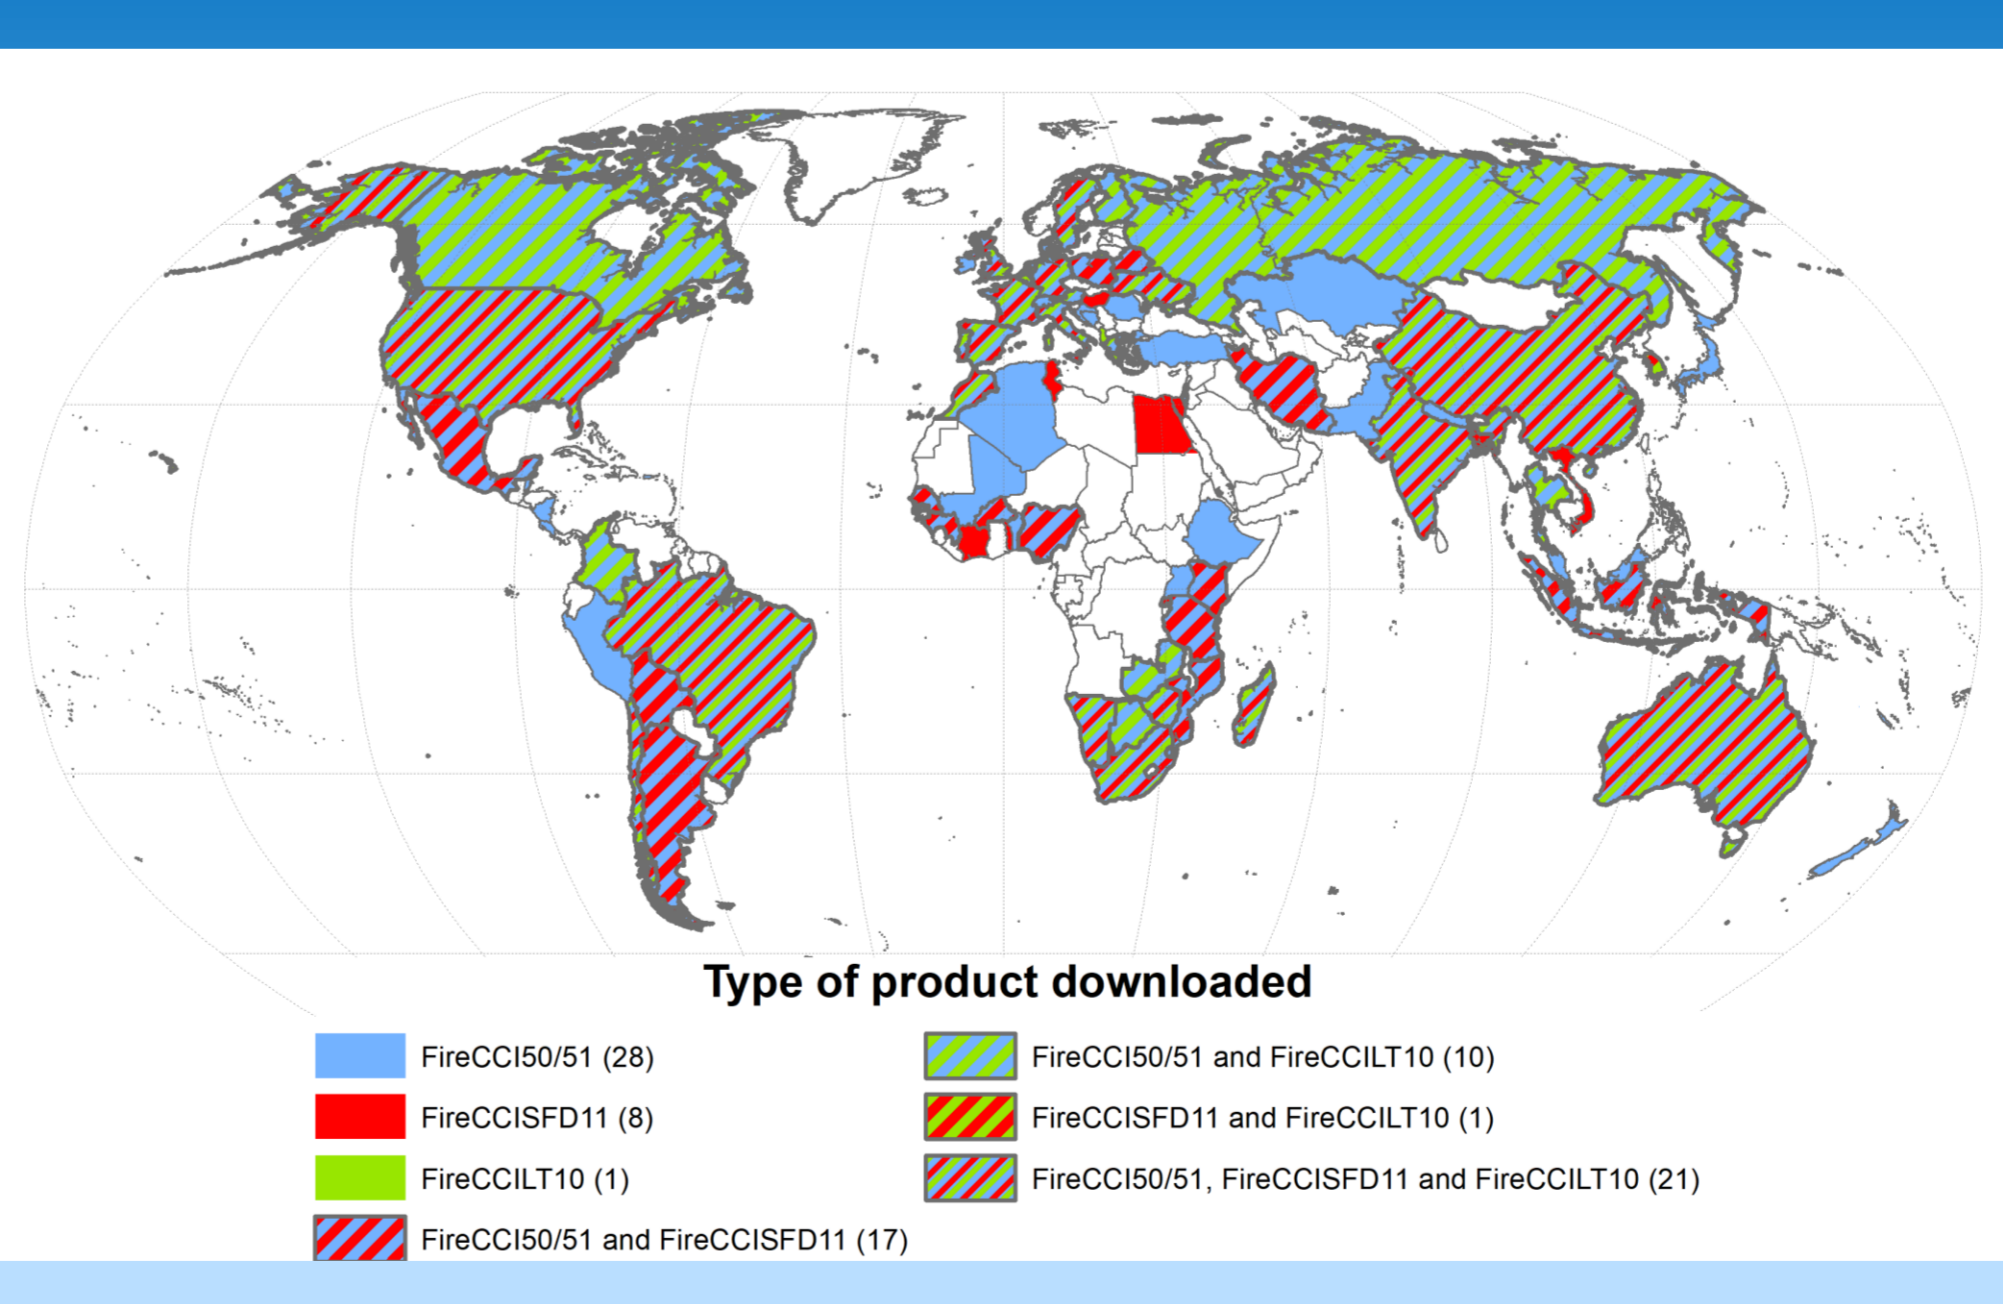 Type of product downloaded
FireCCI50/51 (28)
FireCCISFD11 (8)
FireCCILT10 (1)
FireCCI50/51 and FireCCISFD11 (17)
FireCCI50/51 and FireCCILT10 (10)
FireCCISFD11 and FireCCILT10 (1)
FireCCI50/51, FireCCISFD11 and FireCCILT10 (21)